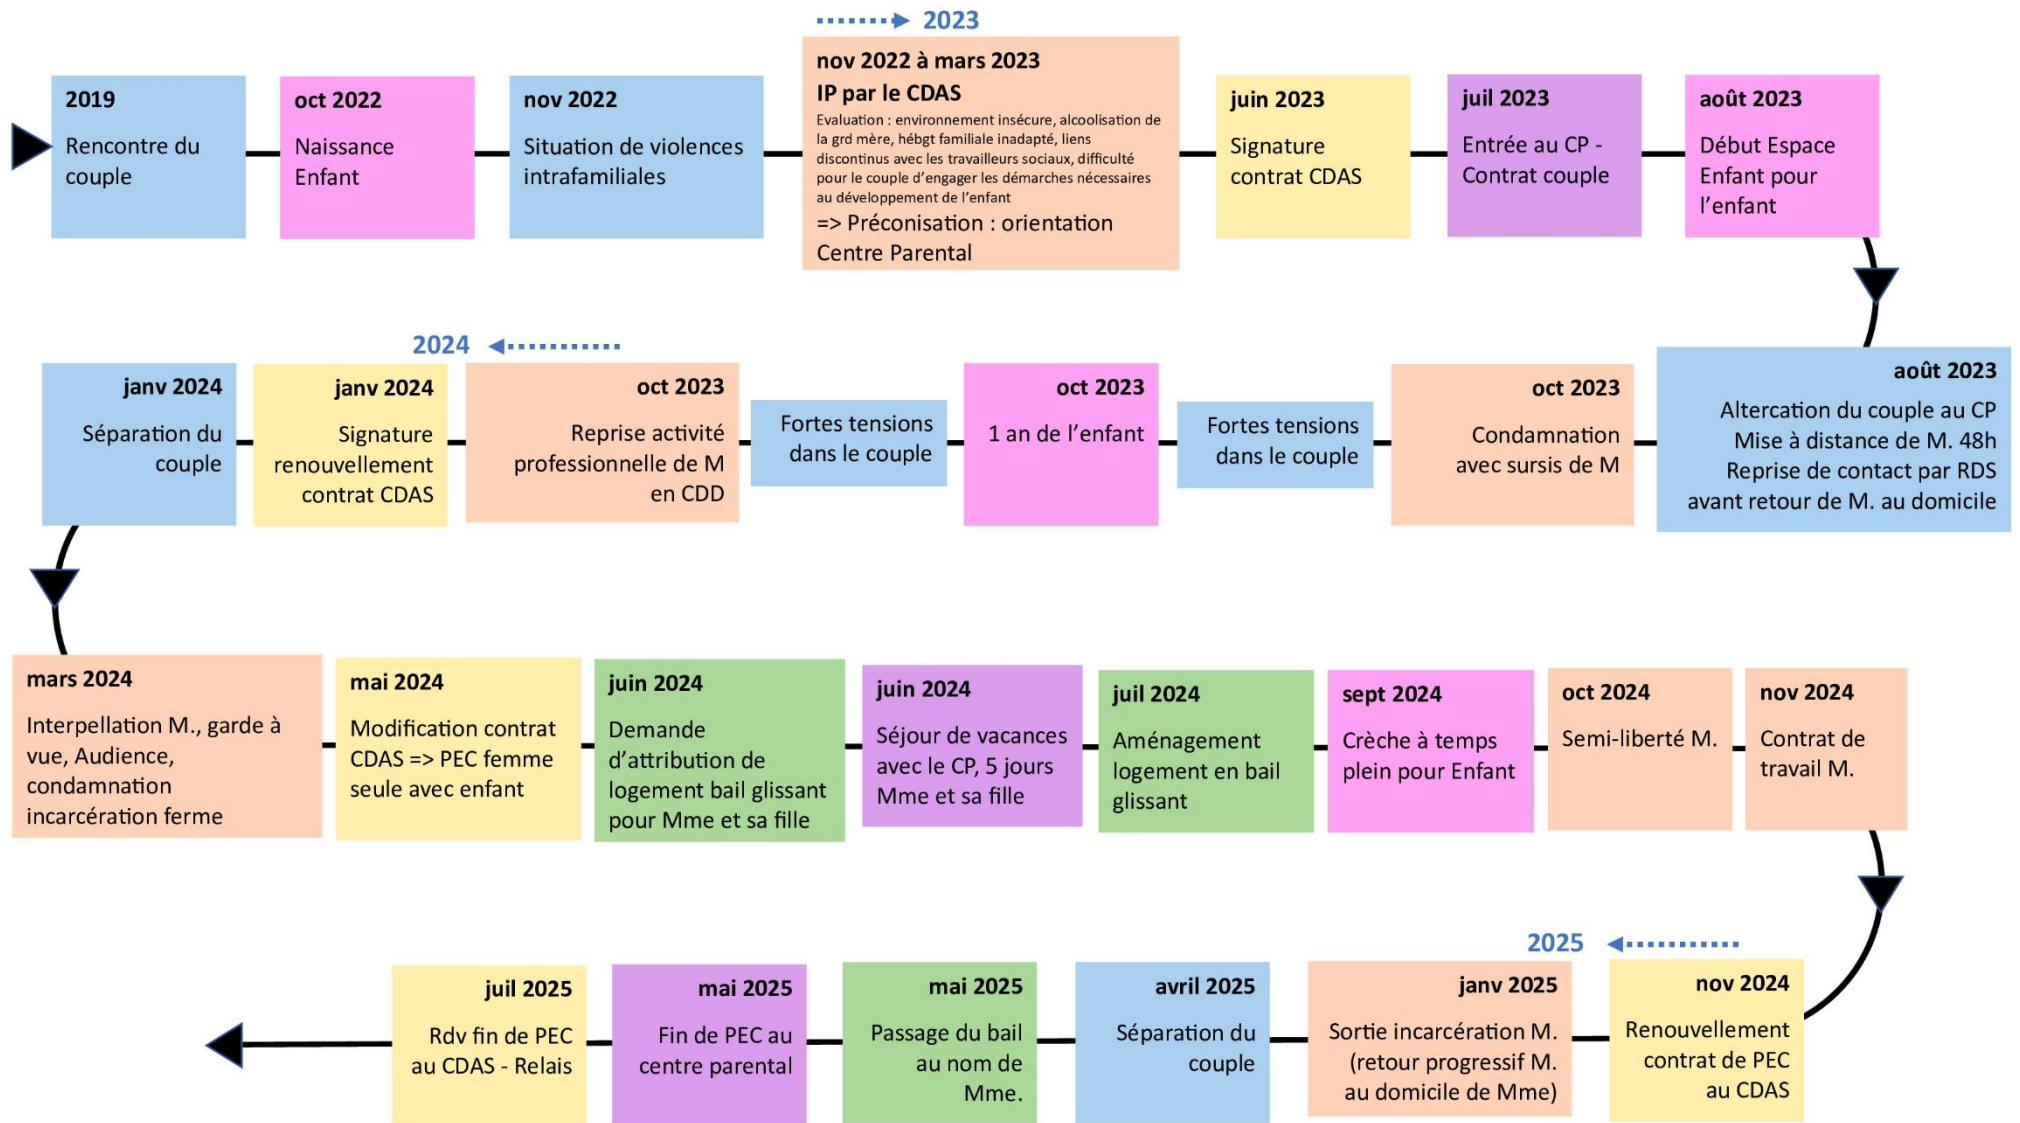 2023
2019
Rencontre du
couple
oct 2022
Naissance
Enfant
nov 2022
Situation de violences
intrafamiliales
nov 2022 à mars 2023
IP par le CDAS
Evaluation : environnement insécure, alcoolisation de
la grd mère, hébgt familiale inadapté, liens
discontinus avec les travailleurs sociaux, difficulté
pour le couple d'engager les démarches nécessaires
au développement de l'enfant
=> Préconisation : orientation
Centre Parental
juin 2023
Signature
contrat CDAS
juil 2023
Entrée au CP -
Contrat couple
août 2023
Début Espace
Enfant pour
l'enfant
août 2023
Altercation du couple au CP
Mise à distance de M. 48h
Reprise de contact par RDS
avant retour de M. au domicile
oct 2023
Condamnation
avec sursis de M
Fortes tensions
dans le couple
oct 2023
1 an de l'enfant
Fortes tensions
dans le couple
oct 2023
Reprise activité
professionnelle de M
en CDD
2024
janv 2024
Signature
renouvellement
contrat CDAS
janv 2024
Séparation du
couple
mars 2024
Interpellation M., garde à
vue, Audience,
condamnation
incarcération ferme
mai 2024
Modification contrat
CDAS => PEC femme
seule avec enfant
juin 2024
Demande
d'attribution de
logement bail glissant
pour Mme et sa fille
juin 2024
Séjour de vacances
avec le CP, 5 jours
Mme et sa fille
juil 2024
Aménagement
logement en bail
glissant
sept 2024
Crèche à temps
plein pour Enfant
oct 2024
Semi-liberté M.
nov 2024
Contrat de
travail M.
nov 2024
Renouvellement
contrat de PEC
au CDAS
2025
janv 2025
Sortie incarcération M.
(retour progressif M.
au domicile de Mme)
avril 2025
Séparation du
couple
mai 2025
Passage du bail
au nom de
Mme.
mai 2025
Fin de PEC au
centre parental
juil 2025
Rdv fin de PEC
au CDAS - Relais